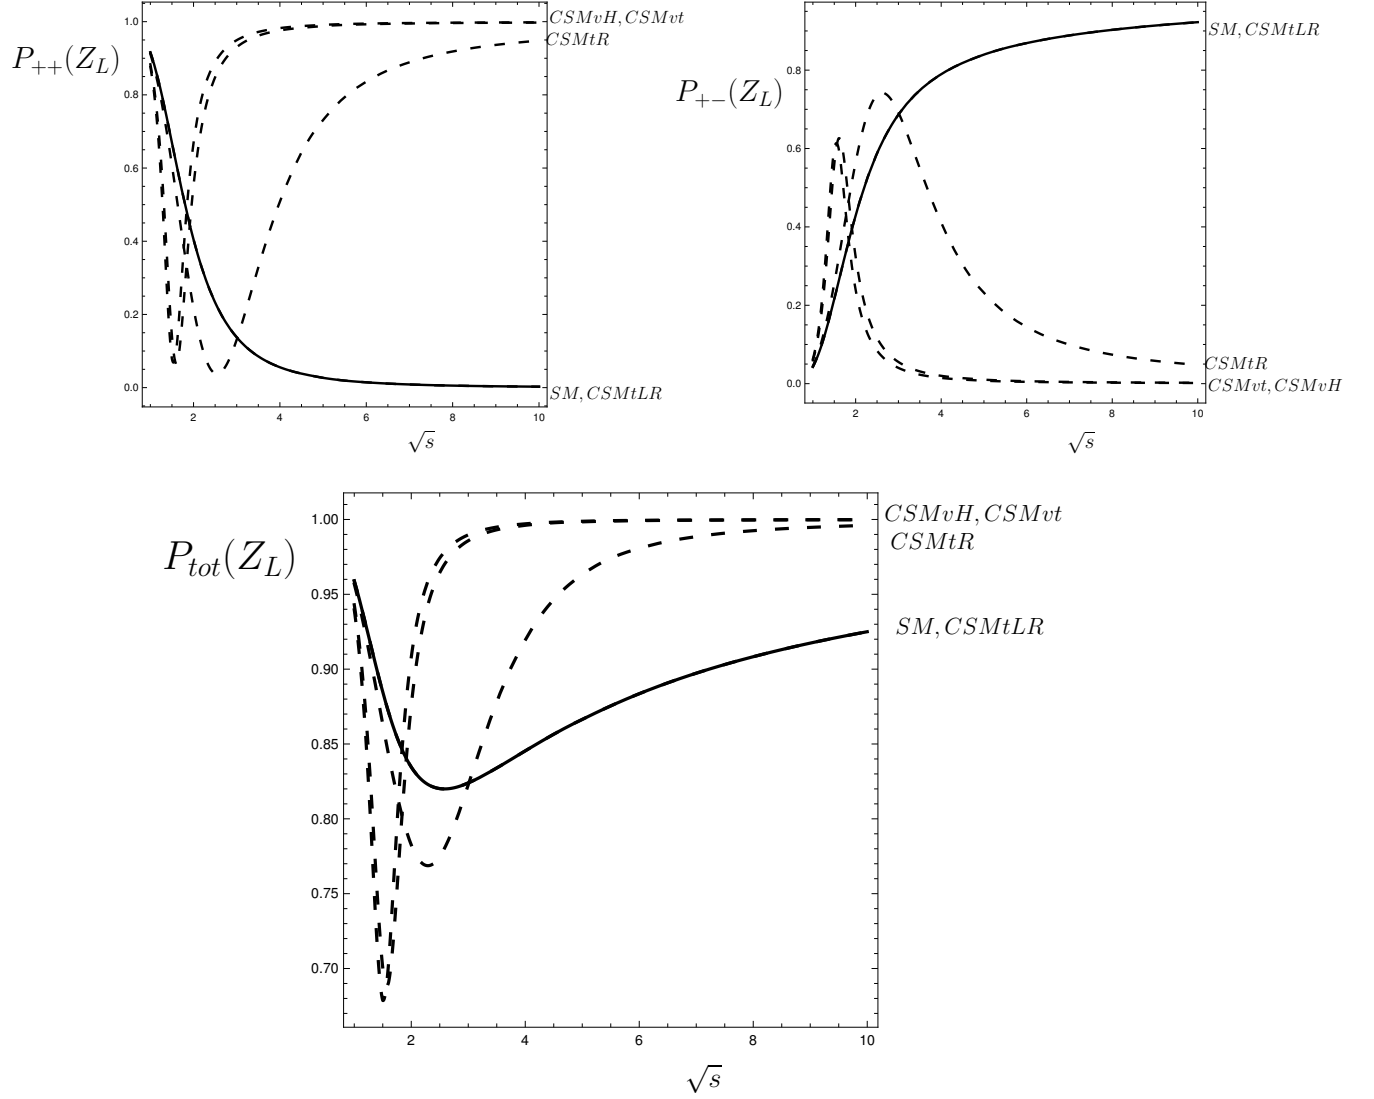 P_{++}(Z_L)
1.0
0.8
0.6
0.4
0.2
0.0
2 4 6 8 10
√s
CSMvH, CSMvt
CSMtR
SM, CSMtLR
P_{+-}(Z_L)
0.8
0.6
0.4
0.2
0.0
2 4 6 8 10
√s
SM, CSMtLR
CSMtR
CSMvt, CSMvH
P_{tot}(Z_L)
1.00
0.95
0.90
0.85
0.80
0.75
0.70
2 4 6 8 10
√s
CSMvH, CSMvt
CSMtR
SM, CSMtLR